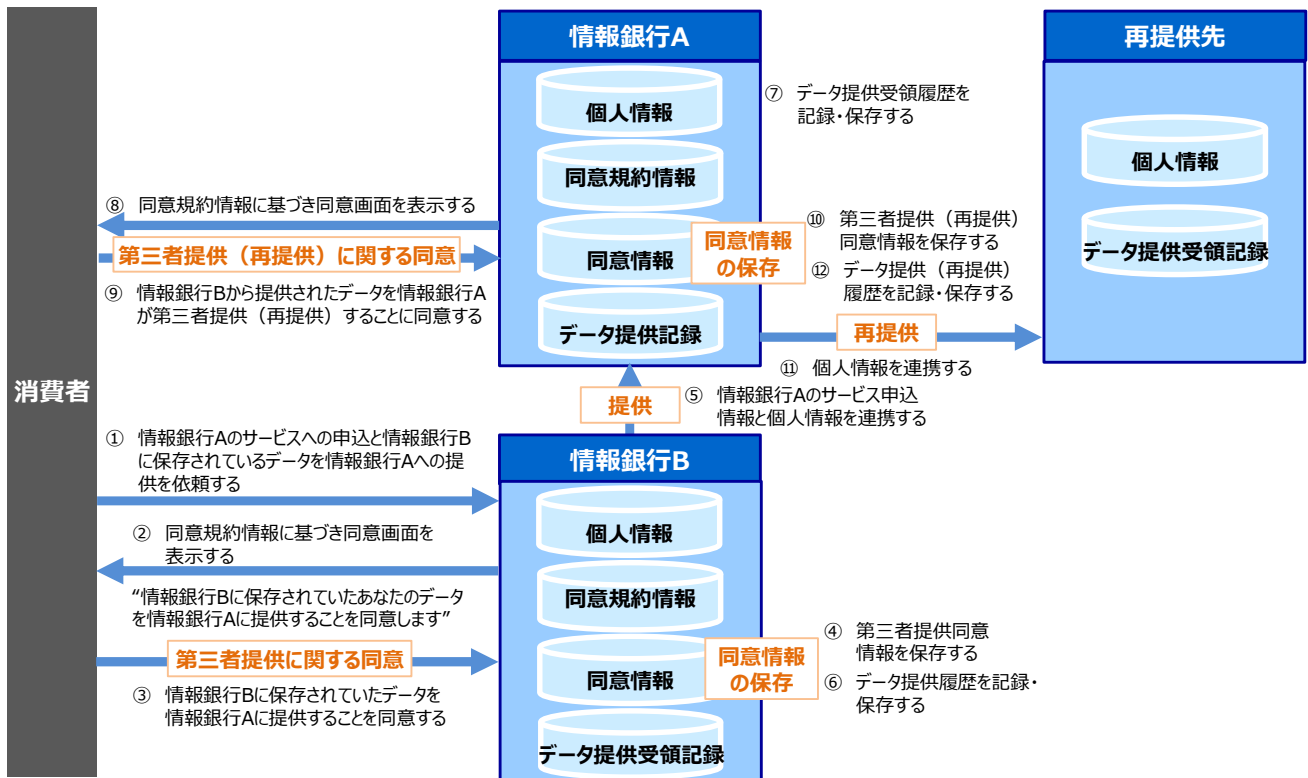 消費者
情報銀行A
個人情報
同意規約情報
同意情報
データ提供記録
再提供先
個人情報
データ提供受領記録
⑦ データ提供受領履歴を
記録・保存する
⑧ 同意規約情報に基づき同意画面を表示する
第三者提供（再提供）に関する同意
⑨ 情報銀行Bから提供されたデータを情報銀行A
が第三者提供（再提供）することに同意する
同意情報
の保存
⑩ 第三者提供（再提供）
同意情報を保存する
⑫ データ提供（再提供）
履歴を記録・保存する
再提供
⑪ 個人情報を連携する
提供
⑤ 情報銀行Aのサービス申込
情報と個人情報を連携する
① 情報銀行Aのサービスへの申込と情報銀行B
に保存されているデータを情報銀行Aへの提
供を依頼する
② 同意規約情報に基づき同意画面を
表示する
“情報銀行Bに保存されていたあなたのデータ
を情報銀行Aに提供することを同意します”
第三者提供に関する同意
③ 情報銀行Bに保存されていたデータを
情報銀行Aに提供することを同意する
情報銀行B
個人情報
同意規約情報
同意情報
データ提供受領記録
同意情報
の保存
④ 第三者提供同意
情報を保存する
⑥ データ提供履歴を記録・
保存する